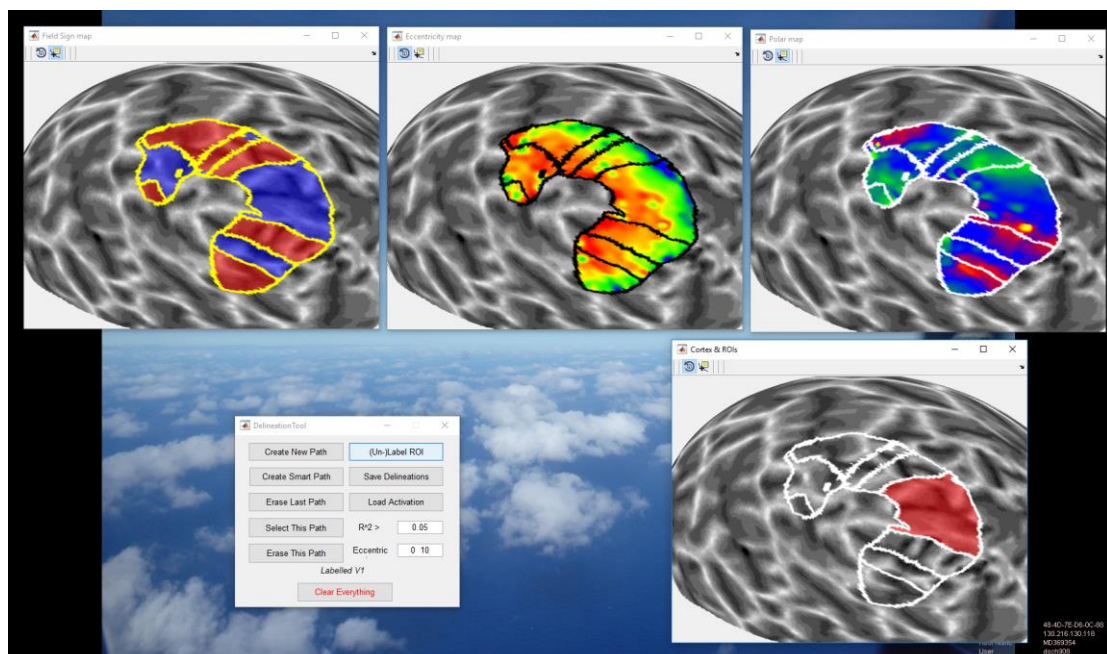 Field Sign map
Eccentricity map
Polar map
Cortex & ROIs
DelineationTool
Create New Path
(Un-)Label ROI
Create Smart Path
Save Delineations
Erase Last Path
Load Activation
Select This Path
R^2 >
0.05
Erase This Path
Eccentric
0 10
Labelled V1
Clear Everything
48-4D-7E-D6-0C-88
130.216.130.118
MD369354
User